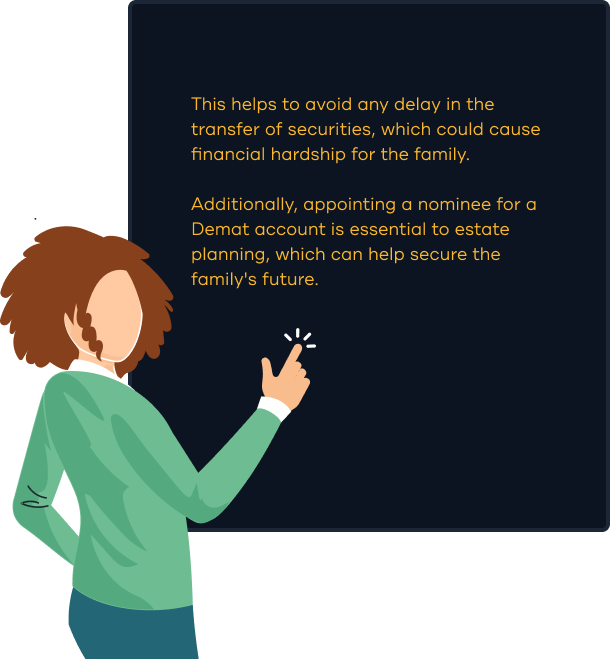 This helps to avoid any delay in the
transfer of securities, which could cause
financial hardship for the family.
Additionally, appointing a nominee for a
Demat account is essential to estate
planning, which can help secure the
family's future.